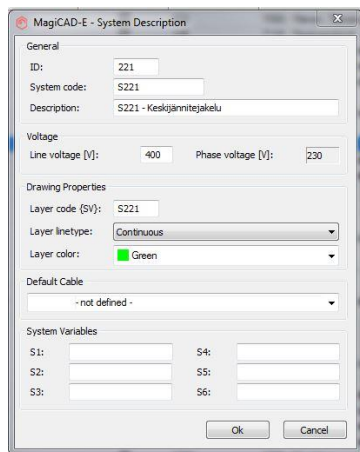 MagiCAD-E - System Description
General
ID: 221
System code: S221
Description: S221 - Keskijännitejakelu
Voltage
Line voltage [V]: 400 Phase voltage [V]: 230
Drawing Properties
Layer code {SV}: S221
Layer linetype: Continuous
Layer color: Green
Default Cable
- not defined -
System Variables
S1: S4:
S2: S5:
S3: S6:
Ok Cancel